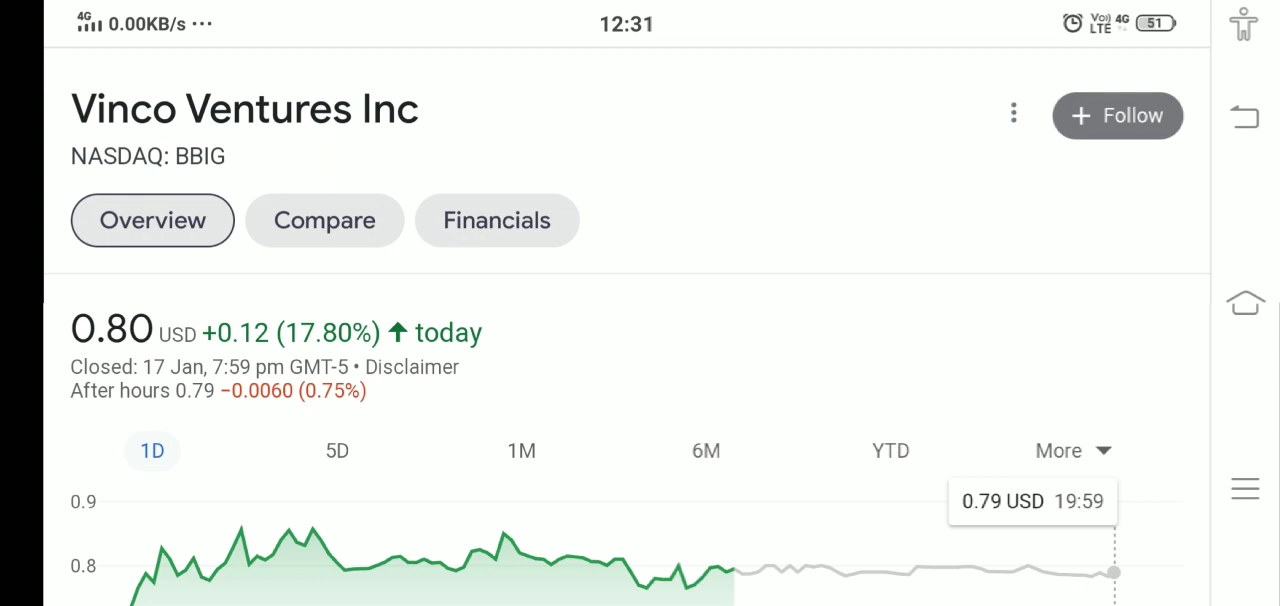 4G 0.00KB/s ··· 12:31 Vo)) LTE 4G 51
Vinco Ventures Inc
+ Follow
NASDAQ: BBIG
Overview Compare Financials
0.80 USD +0.12 (17.80%) ↑ today
Closed: 17 Jan, 7:59 pm GMT-5 • Disclaimer
After hours 0.79 −0.0060 (0.75%)
1D 5D 1M 6M YTD More
0.79 USD 19:59
0.9
0.8